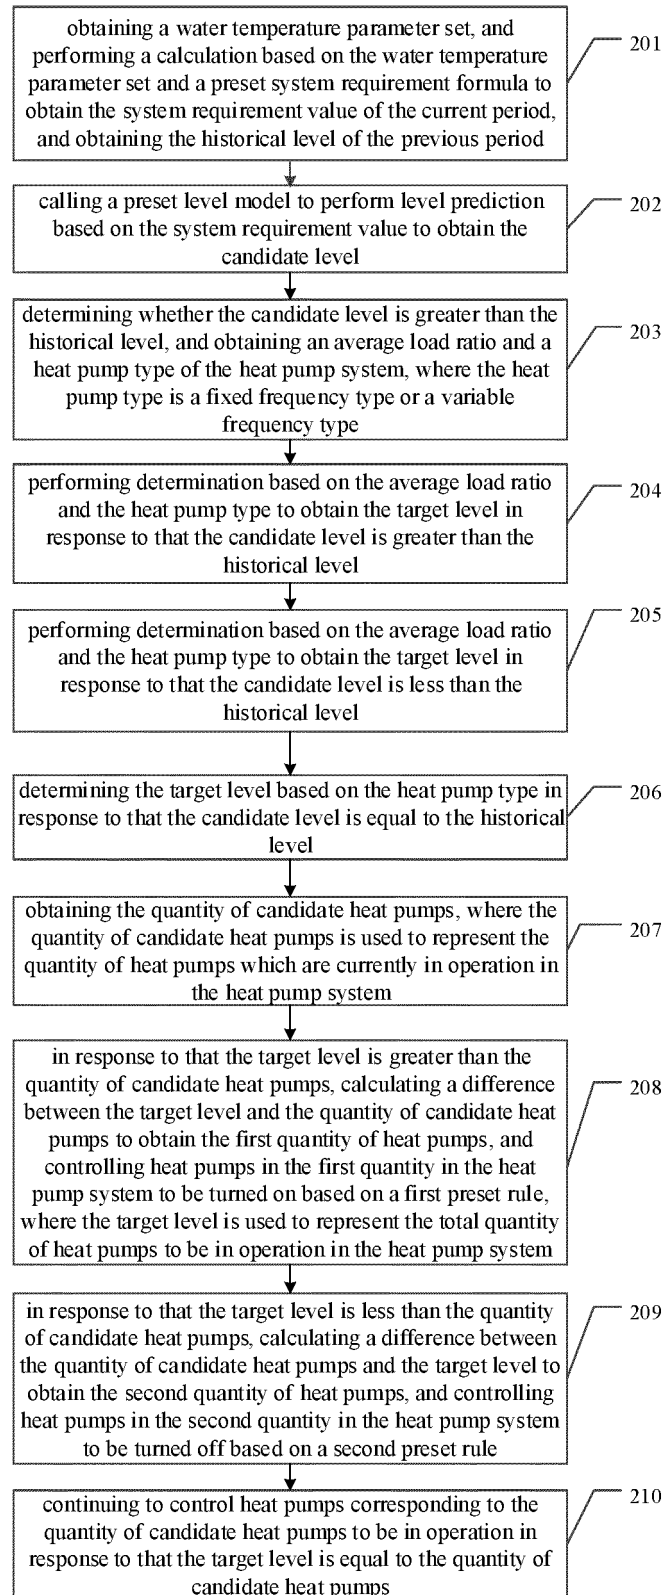 obtaining a water temperature parameter set, and
performing a calculation based on the water temperature
parameter set and a preset system requirement formula to
obtain the system requirement value of the current period,
and obtaining the historical level of the previous period
201
calling a preset level model to perform level prediction
based on the system requirement value to obtain the
candidate level
202
determining whether the candidate level is greater than the
historical level, and obtaining an average load ratio and a
heat pump type of the heat pump system, where the heat
pump type is a fixed frequency type or a variable
frequency type
203
performing determination based on the average load ratio
and the heat pump type to obtain the target level in
response to that the candidate level is greater than the
historical level
204
performing determination based on the average load ratio
and the heat pump type to obtain the target level in
response to that the candidate level is less than the
historical level
205
determining the target level based on the heat pump type in
response to that the candidate level is equal to the historical
level
206
obtaining the quantity of candidate heat pumps, where the
quantity of candidate heat pumps is used to represent the
quantity of heat pumps which are currently in operation in
the heat pump system
207
in response to that the target level is greater than the
quantity of candidate heat pumps, calculating a difference
between the target level and the quantity of candidate heat
pumps to obtain the first quantity of heat pumps, and
controlling heat pumps in the first quantity in the heat
pump system to be turned on based on a first preset rule,
where the target level is used to represent the total quantity
of heat pumps to be in operation in the heat pump system
208
in response to that the target level is less than the quantity
of candidate heat pumps, calculating a difference between
the quantity of candidate heat pumps and the target level to
obtain the second quantity of heat pumps, and controlling
heat pumps in the second quantity in the heat pump system
to be turned off based on a second preset rule
209
continuing to control heat pumps corresponding to the
quantity of candidate heat pumps to be in operation in
response to that the target level is equal to the quantity of
candidate heat pumps
210